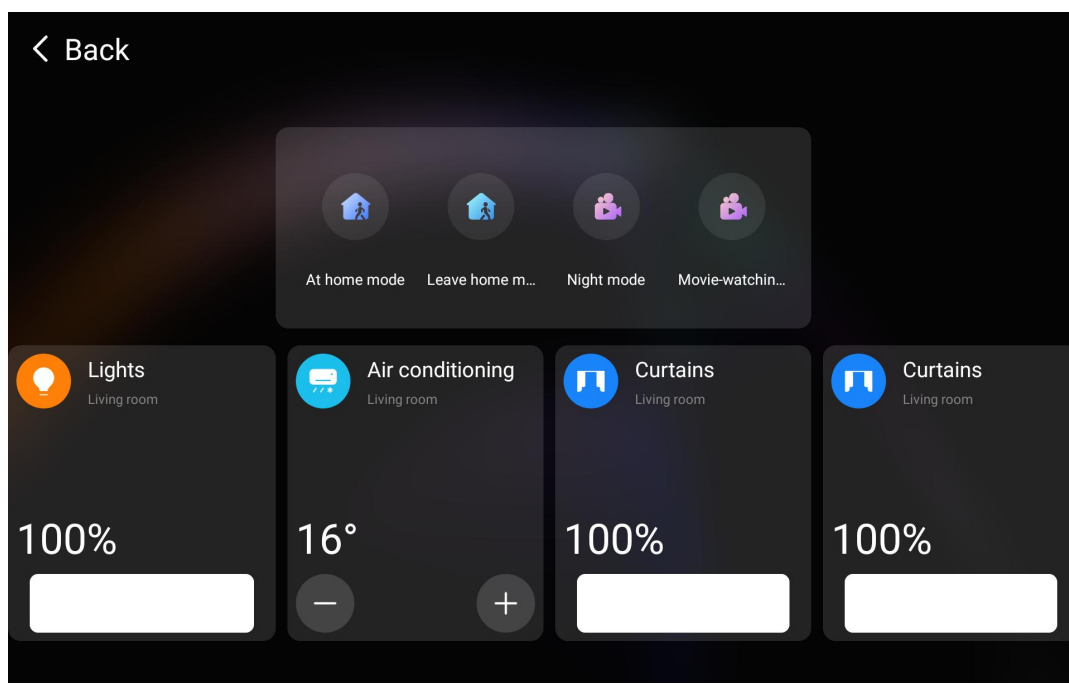 Back
At home mode
Leave home m...
Night mode
Movie-watchin...
Lights
Living room
100%
Air conditioning
Living room
16°
Curtains
Living room
100%
Curtains
Living room
100%